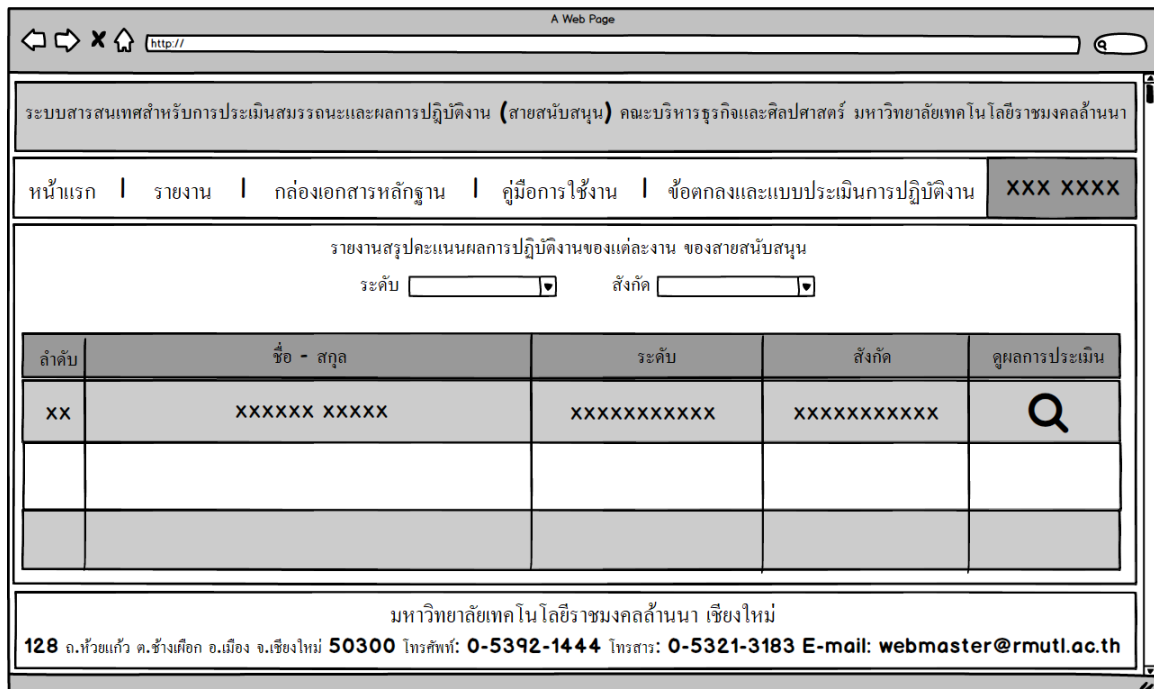 A Web Page
http://
ระบบสารสนเทศสำหรับการประเมินสมรรถนะและผลการปฏิบัติงาน (สายสนับสนุน) คณะบริหารธุรกิจและศิลปศาสตร์ มหาวิทยาลัยเทคโนโลยีราชมงคลล้านนา
หน้าแรก | รายงาน | กล่องเอกสารหลักฐาน | คู่มือการใช้งาน | ข้อตกลงและแบบประเมินการปฏิบัติงาน XXX XXXX
รายงานสรุปคะแนนผลการปฏิบัติงานของแต่ละงาน ของสายสนับสนุน
ระดับ สังกัด
ลำดับ ชื่อ - สกุล ระดับ สังกัด ดูผลการประเมิน
XX XXXXXX XXXXX XXXXXXXXXXX XXXXXXXXXXX
มหาวิทยาลัยเทคโนโลยีราชมงคลล้านนา เชียงใหม่
128 ถ.ห้วยแก้ว ต.ช้างเผือก อ.เมือง จ.เชียงใหม่ 50300 โทรศัพท์: 0-5392-1444 โทรสาร: 0-5321-3183 E-mail: webmaster@rmutl.ac.th